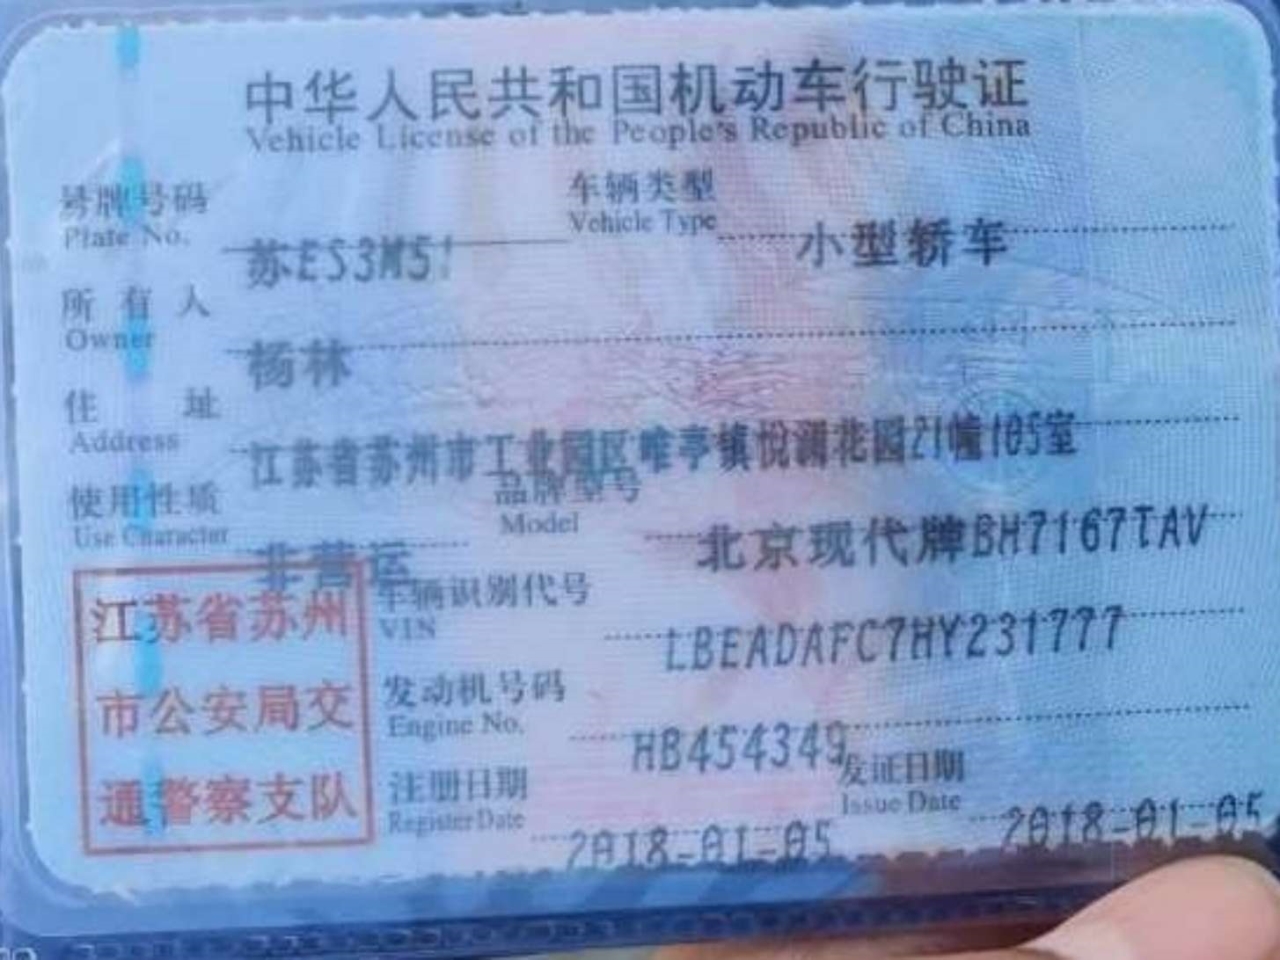 中华人民共和国机动车行驶证
Vehicle License of the People's Republic of China
号牌号码
Plate No.
苏ES3M51
车辆类型
Vehicle Type
小型轿车
所有人
Owner
杨林
住址
Address
江苏省苏州市工业园区唯亭镇悦澜花园21幢105室
使用性质
Use Character
非营运
品牌型号
Model
北京现代牌BH7167TAV
车辆识别代号
VIN
LBEADAFC7HY231777
发动机号码
Engine No.
HB454349
注册日期
Register Date
2018-01-05
发证日期
Issue Date
2018-01-05
江苏省苏州
市公安局交
通警察支队